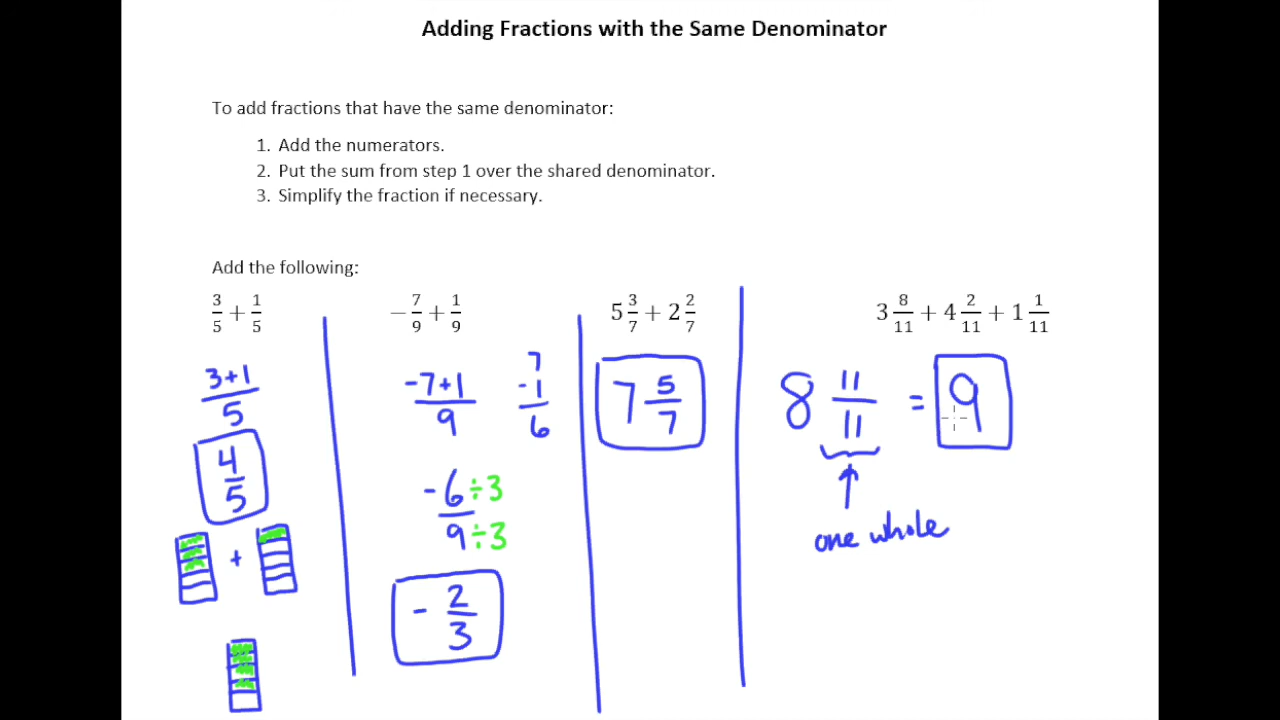 Adding Fractions with the Same Denominator
To add fractions that have the same denominator:
1. Add the numerators.
2. Put the sum from step 1 over the shared denominator.
3. Simplify the fraction if necessary.
Add the following:
3/5 + 1/5
3+1/5
4/5
+
-7/9 + 1/9
-7+1/9
7
-1
6
-6÷3/9÷3
-2/3
5 3/7 + 2 2/7
7 5/7
3 8/11 + 4 2/11 + 1 1/11
8 11/11 = 9
one whole